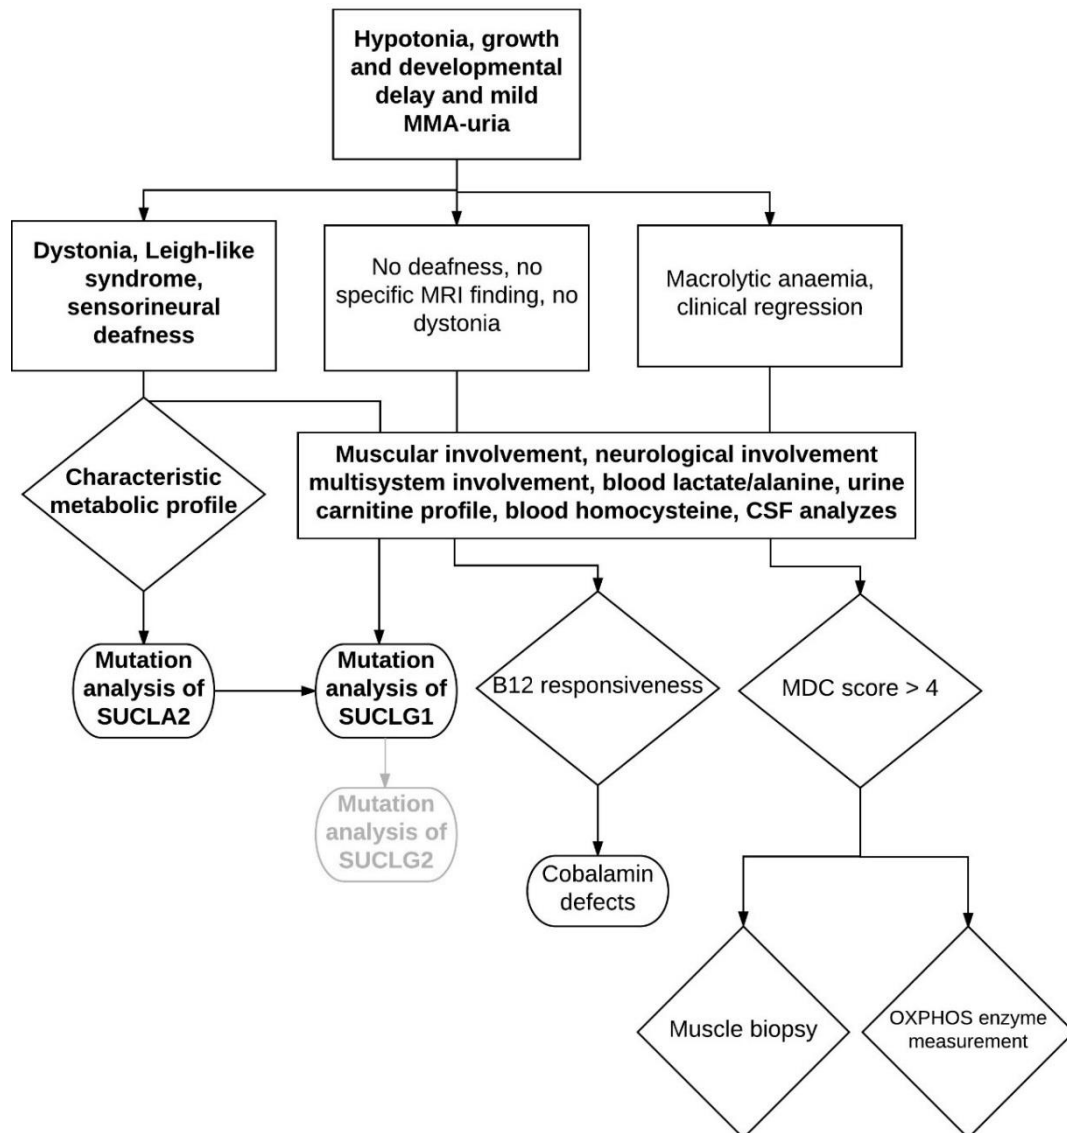 Hypotonia, growth
and developmental
delay and mild
MMA-uria
Dystonia, Leigh-like
syndrome,
sensorineural
deafness
No deafness, no
specific MRI finding, no
dystonia
Macrolytic anaemia,
clinical regression
Characteristic
metabolic profile
Muscular involvement, neurological involvement
multisystem involvement, blood lactate/alanine, urine
carnitine profile, blood homocysteine, CSF analyzes
Mutation
analysis of
SUCLA2
Mutation
analysis of
SUCLG1
B12 responsiveness
MDC score > 4
Mutation
analysis of
SUCLG2
Cobalamin
defects
Muscle biopsy
OXPHOS enzyme
measurement